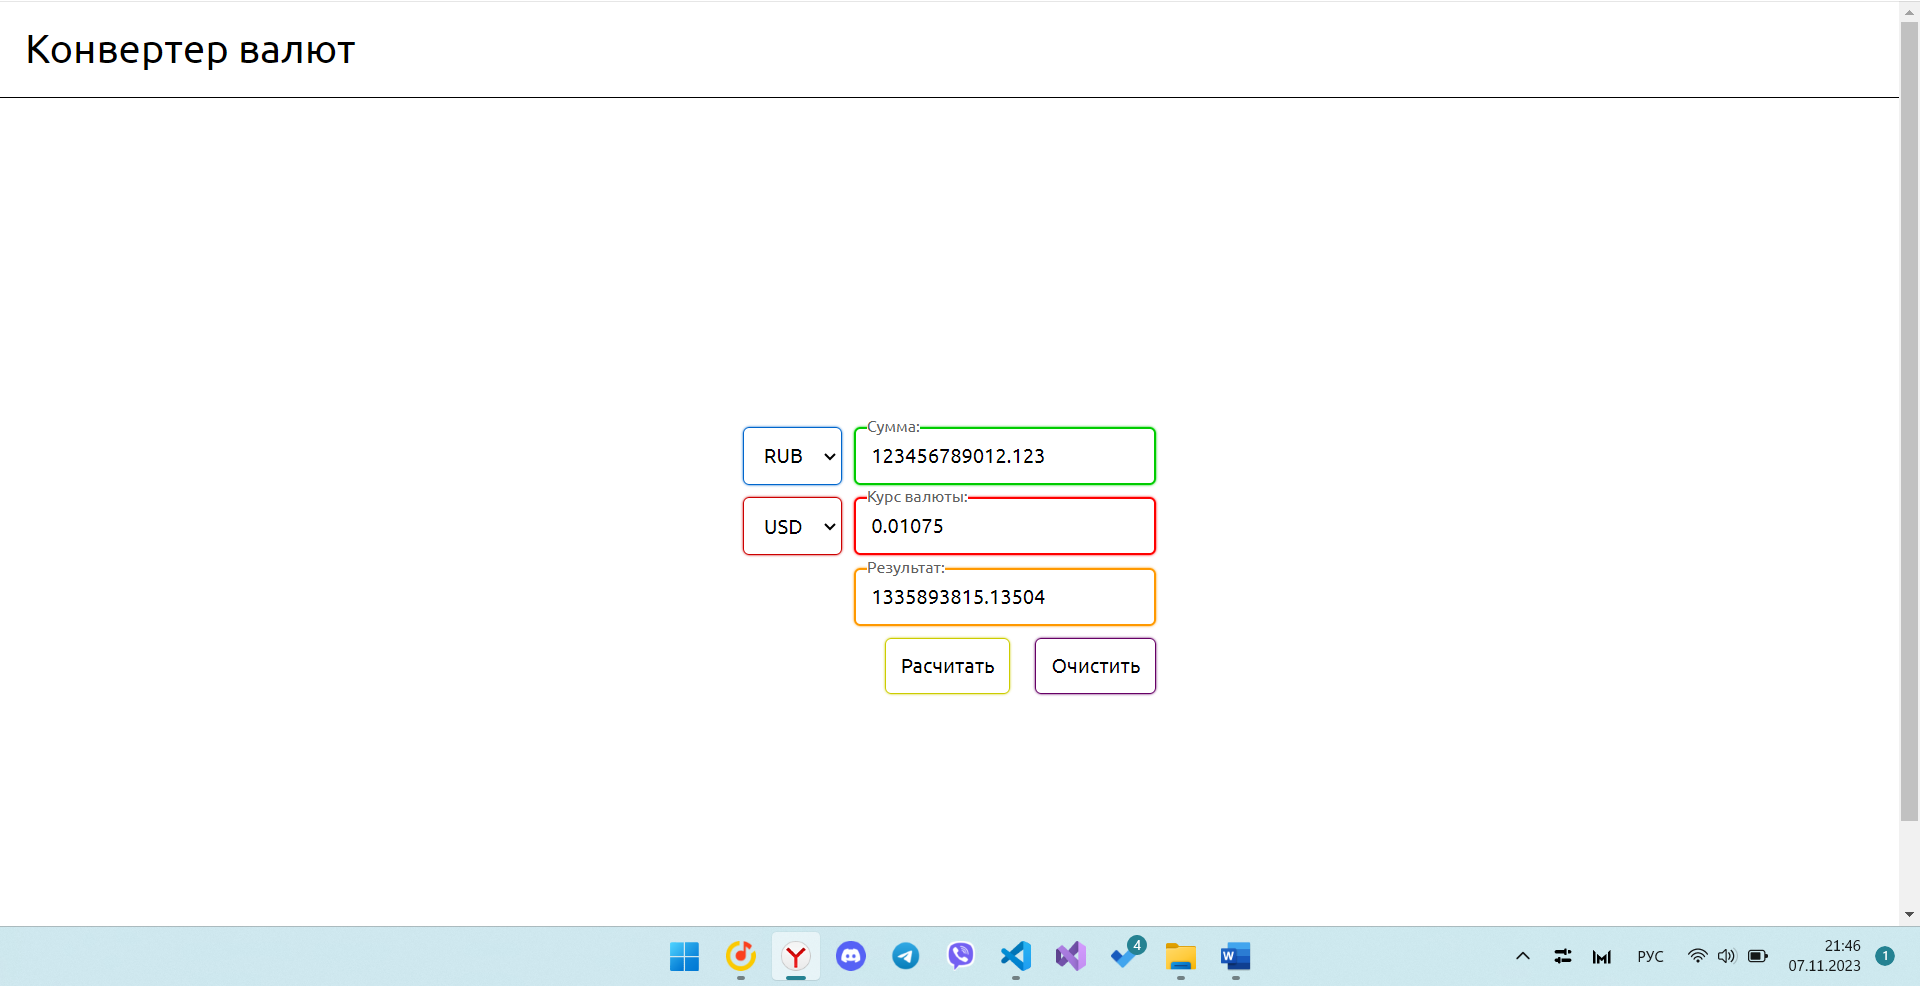 Конвертер валют
RUB
Сумма:
123456789012.123
USD
Курс валюты:
0.01075
Результат:
1335893815.13504
Расчитать
Очистить
4
РУС
21:46
07.11.2023
1